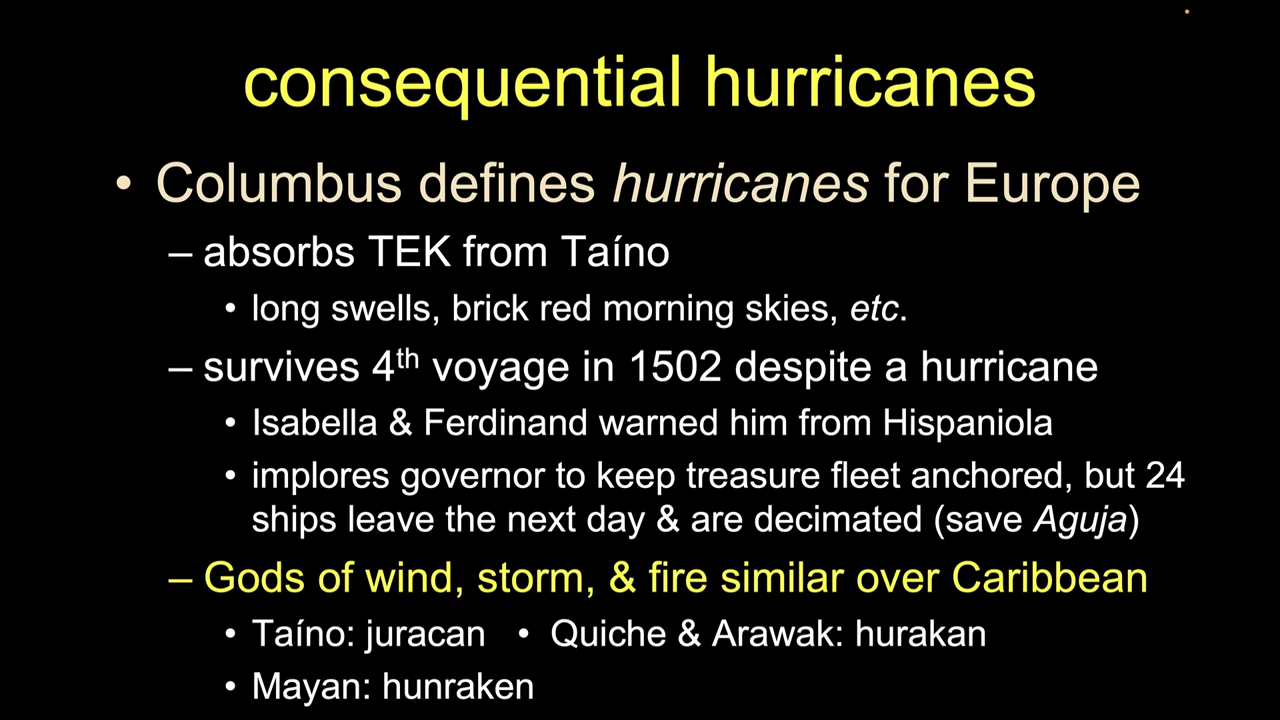 consequential hurricanes
• Columbus defines hurricanes for Europe
– absorbs TEK from Taíno
• long swells, brick red morning skies, etc.
– survives 4th voyage in 1502 despite a hurricane
• Isabella & Ferdinand warned him from Hispaniola
• implores governor to keep treasure fleet anchored, but 24
ships leave the next day & are decimated (save Aguja)
– Gods of wind, storm, & fire similar over Caribbean
• Taíno: juracan • Quiche & Arawak: hurakan
• Mayan: hunraken